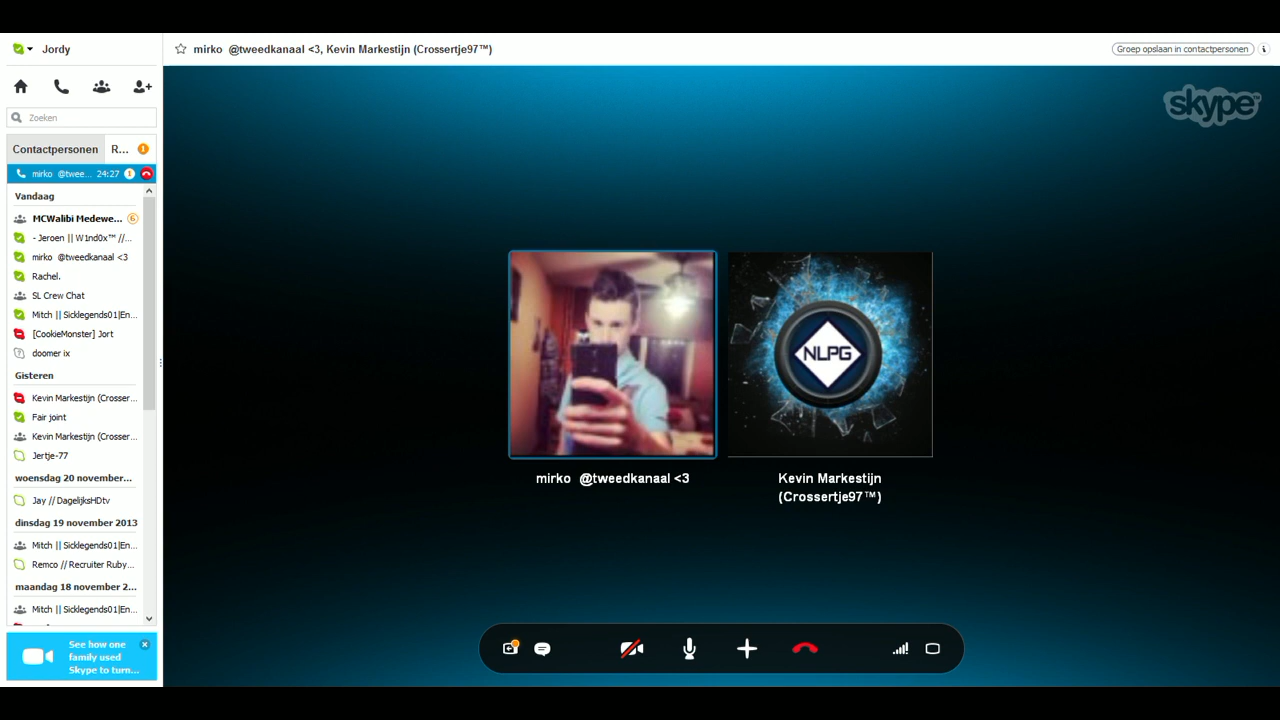 Jordy
mirko @tweedkanaal <3, Kevin Markestijn (Crossertje97™)
Groep opslaan in contactpersonen
skype™
Zoeken
Contactpersonen R... 1
mirko @twee... 24:27 1
Vandaag
MCWalibi Medewe... 6
- Jeroen || W1nd0x™ //...
mirko @tweedkanaal <3
Rachel.
SL Crew Chat
Mitch || Sicklegends01|En...
[CookieMonster] Jort
doomer ix
Gisteren
Kevin Markestijn (Crosser...
Fair joint
Kevin Markestijn (Crosser...
Jertje-77
woensdag 20 november...
Jay // DagelijksHDtv
dinsdag 19 november 2013
Mitch || Sicklegends01|En...
Remco // Recruiter Ruby...
maandag 18 november 2...
Mitch || Sicklegends01|En...
See how one
family used
Skype to turn...
NLPG
mirko @tweedkanaal <3
Kevin Markestijn
(Crossertje97™)